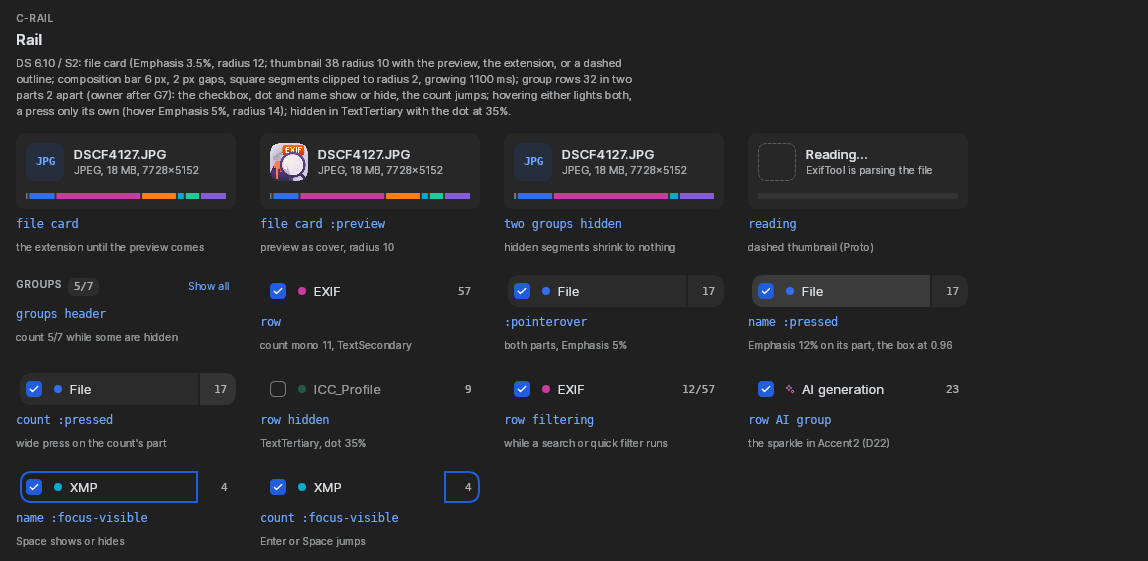 C-RAIL
Rail
DS 6.10 / S2: file card (Emphasis 3.5%, radius 12; thumbnail 38 radius 10 with the preview, the extension, or a dashed
outline; composition bar 6 px, 2 px gaps, square segments clipped to radius 2, growing 1100 ms); group rows 32 in two
parts 2 apart (owner after G7): the checkbox, dot and name show or hide, the count jumps; hovering either lights both,
a press only its own (hover Emphasis 5%, radius 14); hidden in TextTertiary with the dot at 35%.
JPG
DSCF4127.JPG
JPEG, 18 MB, 7728×5152
file card
the extension until the preview comes
EXIF
DSCF4127.JPG
JPEG, 18 MB, 7728×5152
file card :preview
preview as cover, radius 10
JPG
DSCF4127.JPG
JPEG, 18 MB, 7728×5152
two groups hidden
hidden segments shrink to nothing
Reading...
ExifTool is parsing the file
reading
dashed thumbnail (Proto)
GROUPS 5/7 Show all
groups header
count 5/7 while some are hidden
EXIF 57
row
count mono 11, TextSecondary
File 17
:pointerover
both parts, Emphasis 5%
File 17
name :pressed
Emphasis 12% on its part, the box at 0.96
File 17
count :pressed
wide press on the count's part
ICC_Profile 9
row hidden
TextTertiary, dot 35%
EXIF 12/57
row filtering
while a search or quick filter runs
AI generation 23
row AI group
the sparkle in Accent2 (D22)
XMP 4
name :focus-visible
Space shows or hides
XMP 4
count :focus-visible
Enter or Space jumps